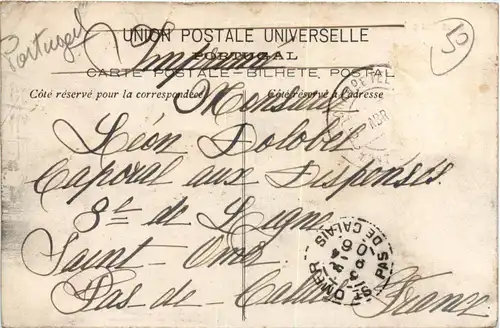 Portugal
50
UNION POSTALE UNIVERSELLE
PORTUGAL
CARTE POSTALE - BILHETE POSTAL
Côté réservé pour la correspondance
Côté réservé à l'adresse
Imprimé
Monsieur
Léon Dolobel
Caporal aux Dispensés
8e de Ligne
Saint-Omer
Pas-de-Calais France
ST OMER PAS DE CALAIS